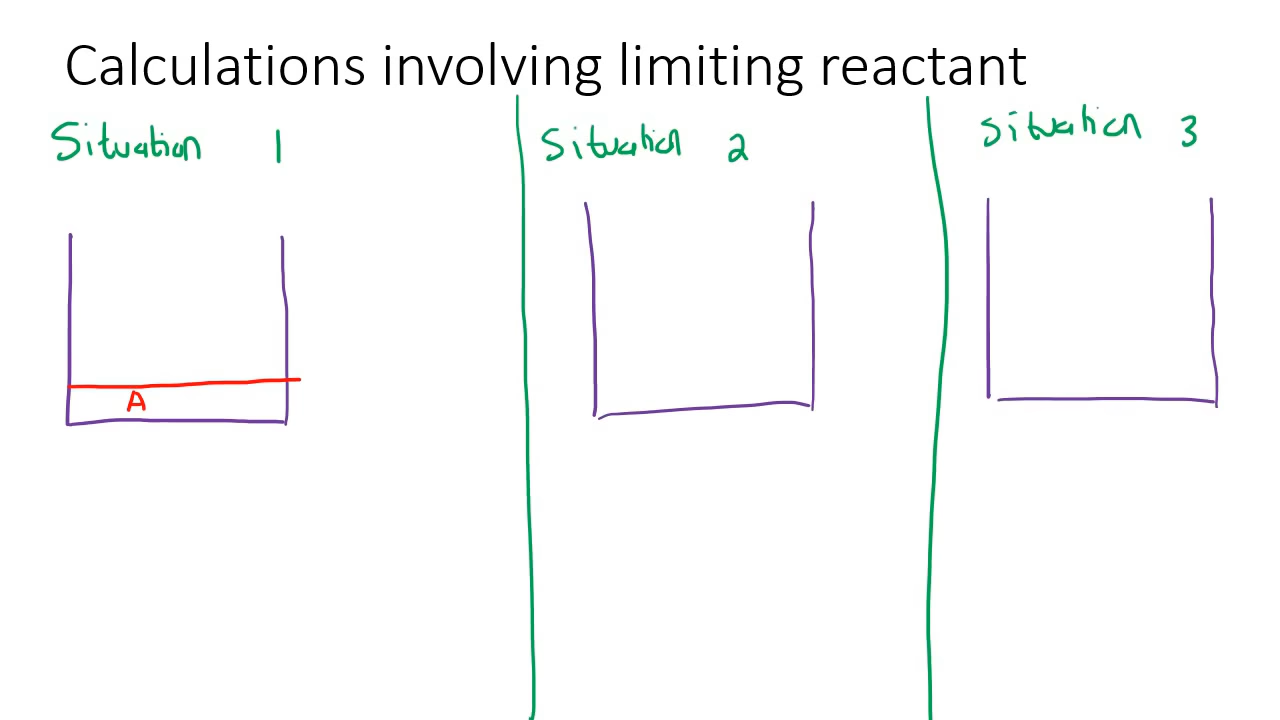 Calculations involving limiting reactant
Situation 1
Situation 2
Situation 3
A